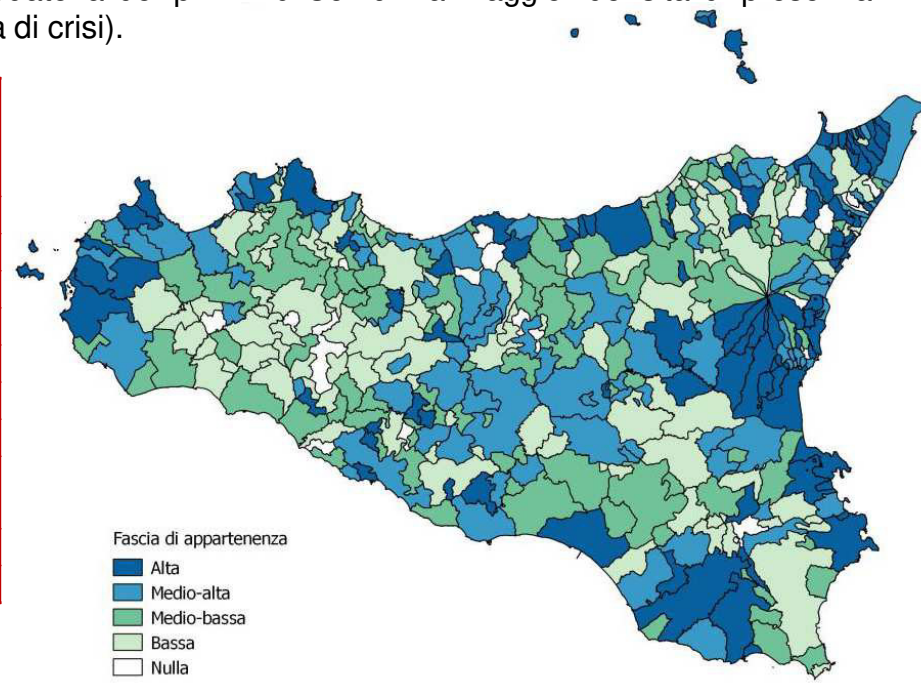 a di crisi).
Fascia di appartenenza
Alta
Medio-alta
Medio-bassa
Bassa
Nulla